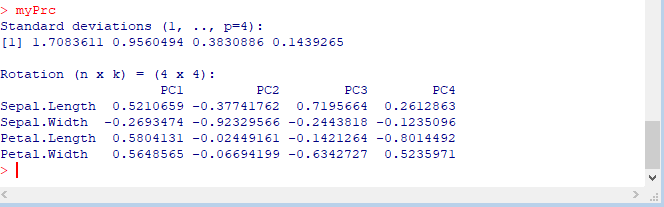 > myPrc
Standard deviations (1, .., p=4):
[1] 1.7083611 0.9560494 0.3830886 0.1439265
Rotation (n x k) = (4 x 4):
PC1 PC2 PC3 PC4
Sepal.Length 0.5210659 -0.37741762 0.7195664 0.2612863
Sepal.Width -0.2693474 -0.92329566 -0.2443818 -0.1235096
Petal.Length 0.5804131 -0.02449161 -0.1421264 -0.8014492
Petal.Width 0.5648565 -0.06694199 -0.6342727 0.5235971
>